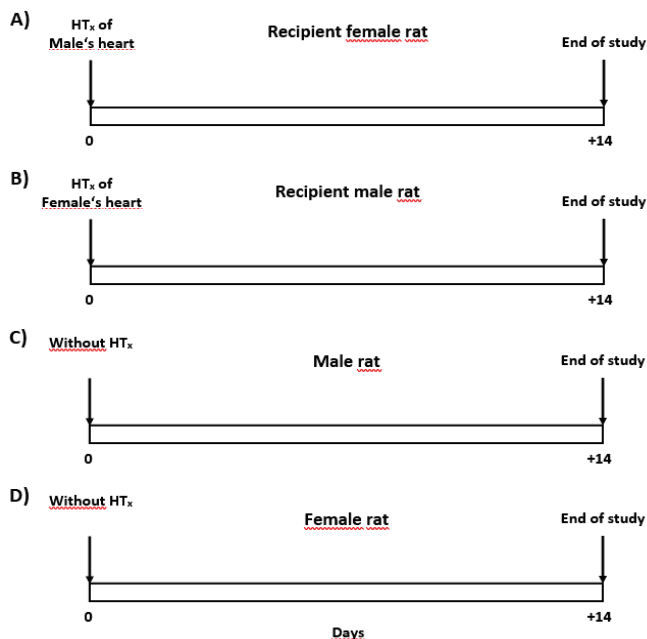 A)
HTₓ of
Male‘s heart
Recipient female rat
End of study
0
+14
B)
HTₓ of
Female‘s heart
Recipient male rat
End of study
0
+14
C)
Without HTₓ
Male rat
End of study
0
+14
D)
Without HTₓ
Female rat
End of study
0
+14
Days